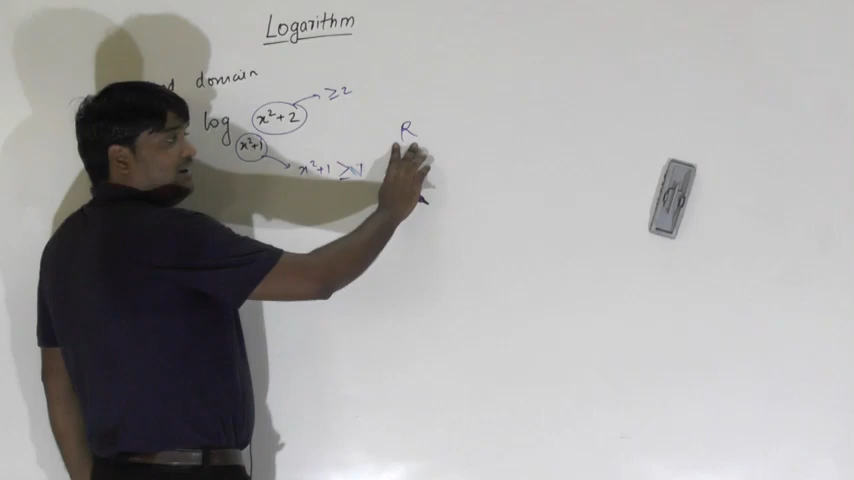 Logarithm
domain
log x²+1 x²+2 → ≥2
→ x²+1 ≥ 1
R